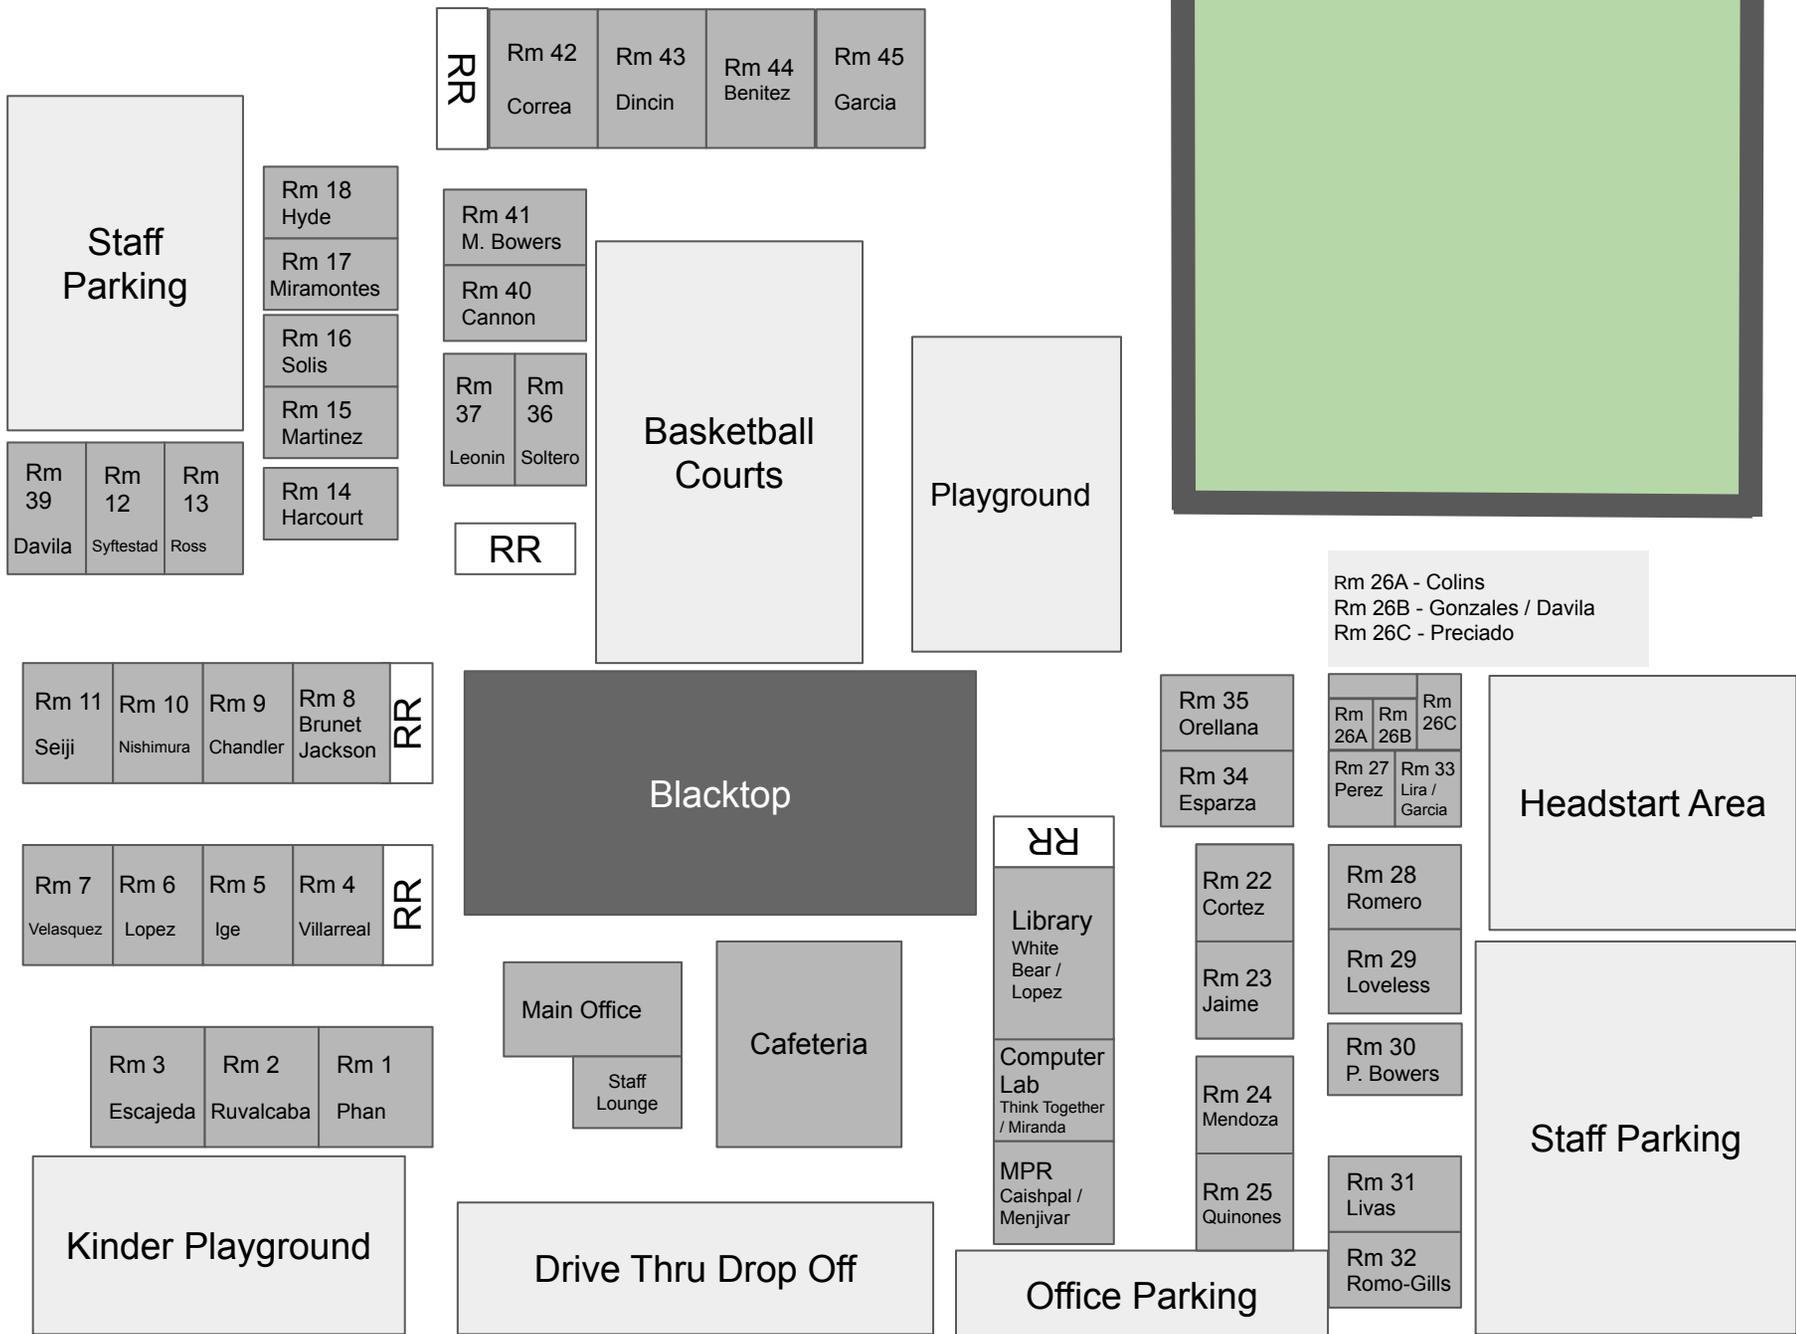 RR
Rm 42
Correa
Rm 43
Dincin
Rm 44
Benitez
Rm 45
Garcia
Staff
Parking
Rm 18
Hyde
Rm 17
Miramontes
Rm 16
Solis
Rm 15
Martinez
Rm 14
Harcourt
Rm 41
M. Bowers
Rm 40
Cannon
Rm
37
Leonin
Rm
36
Soltero
RR
Basketball
Courts
Playground
Rm
39
Davila
Rm
12
Syftestad
Rm
13
Ross
Rm 26A - Colins
Rm 26B - Gonzales / Davila
Rm 26C - Preciado
Rm 11
Seiji
Rm 10
Nishimura
Rm 9
Chandler
Rm 8
Brunet
Jackson
RR
Blacktop
Rm 35
Orellana
Rm 34
Esparza
Rm
26A
Rm
26B
Rm
26C
Rm 27
Perez
Rm 33
Lira /
Garcia
Headstart Area
Rm 7
Velasquez
Rm 6
Lopez
Rm 5
Ige
Rm 4
Villarreal
RR
RR
Library
White
Bear /
Lopez
Computer
Lab
Think Together
/ Miranda
MPR
Caishpal /
Menjivar
Rm 22
Cortez
Rm 23
Jaime
Rm 24
Mendoza
Rm 25
Quinones
Rm 28
Romero
Rm 29
Loveless
Rm 30
P. Bowers
Rm 31
Livas
Rm 32
Romo-Gills
Staff Parking
Main Office
Staff
Lounge
Cafeteria
Rm 3
Escajeda
Rm 2
Ruvalcaba
Rm 1
Phan
Kinder Playground
Drive Thru Drop Off
Office Parking